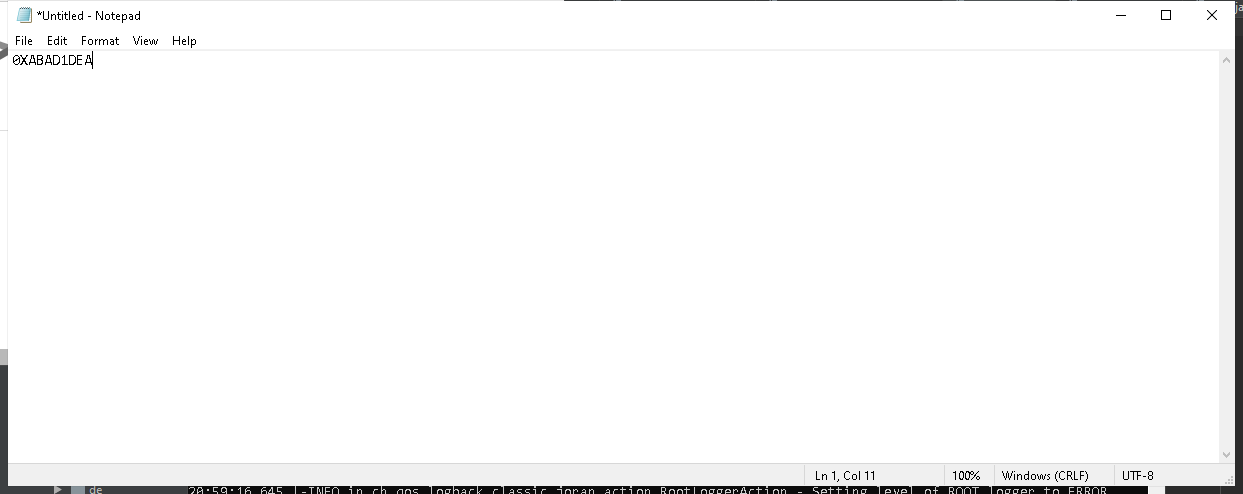 *Untitled - Notepad
File Edit Format View Help
0XABAD1DEA
Ln 1, Col 11 100% Windows (CRLF) UTF-8
de 20:59:16,645 |-INFO in ch.qos.logback.classic.joran.action.RootLoggerAction - Setting level of ROOT logger to ERROR